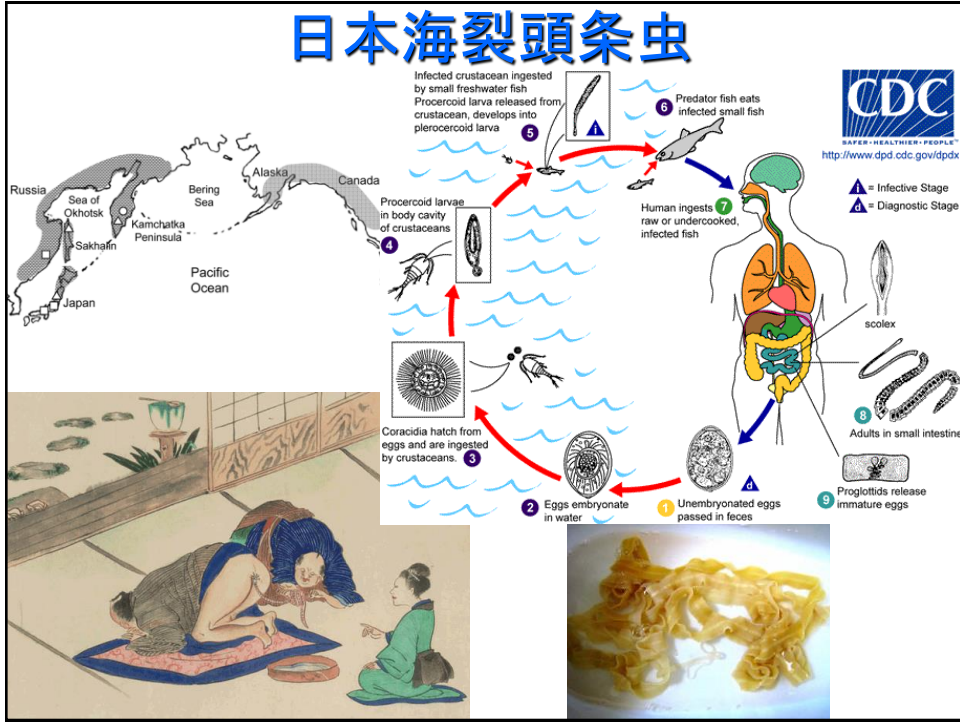 日本海裂頭条虫
Russia
Sea of
Okhotsk
Sakhalin
Japan
Bering
Sea
Kamchatka
Peninsula
Alaska
Canada
Pacific
Ocean
Infected crustacean ingested
by small freshwater fish
Procercoid larva released from
crustacean, develops into
plerocercoid larva
5
i
6
Predator fish eats
infected small fish
CDC
SAFER•HEALTHIER•PEOPLE™
http://www.dpd.cdc.gov/dpdx
i = Infective Stage
d = Diagnostic Stage
Procercoid larvae
in body cavity
of crustaceans
4
Human ingests 7
raw or undercooked,
infected fish
scolex
8
Adults in small intestine
Coracidia hatch from
eggs and are ingested
by crustaceans. 3
9 Proglottids release
immature eggs
d
2 Eggs embryonate
in water
1 Unembryonated eggs
passed in feces